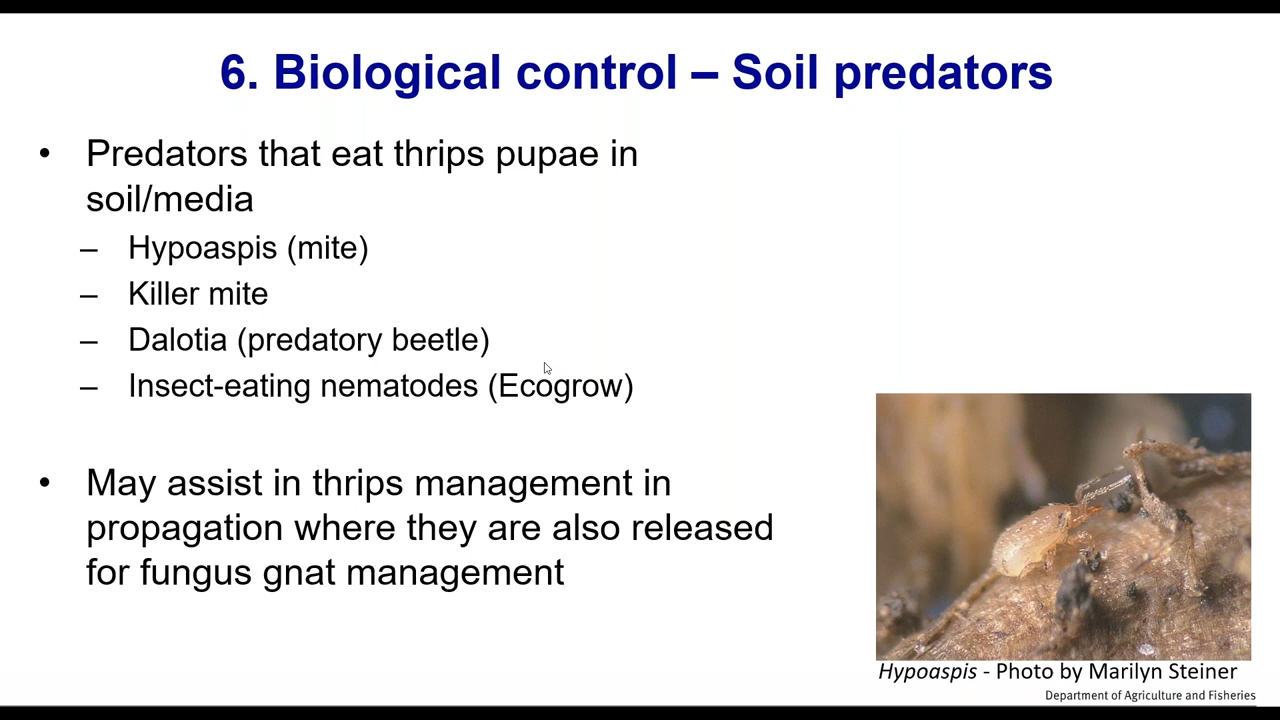 6. Biological control – Soil predators
• Predators that eat thrips pupae in
soil/media
– Hypoaspis (mite)
– Killer mite
– Dalotia (predatory beetle)
– Insect-eating nematodes (Ecogrow)
• May assist in thrips management in
propagation where they are also released
for fungus gnat management
Hypoaspis - Photo by Marilyn Steiner
Department of Agriculture and Fisheries